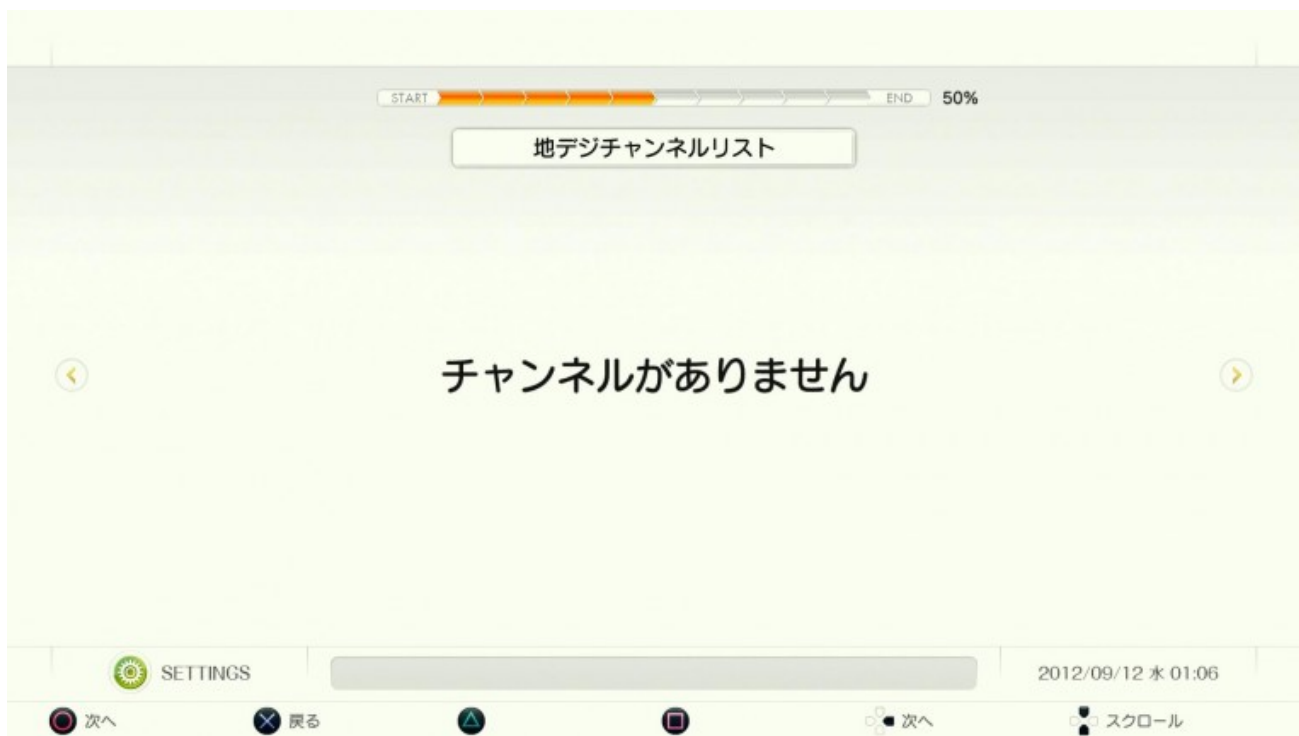 START END 50%
地デジチャンネルリスト
チャンネルがありません
SETTINGS 2012/09/12 水 01:06
次へ 戻る 次へ スクロール